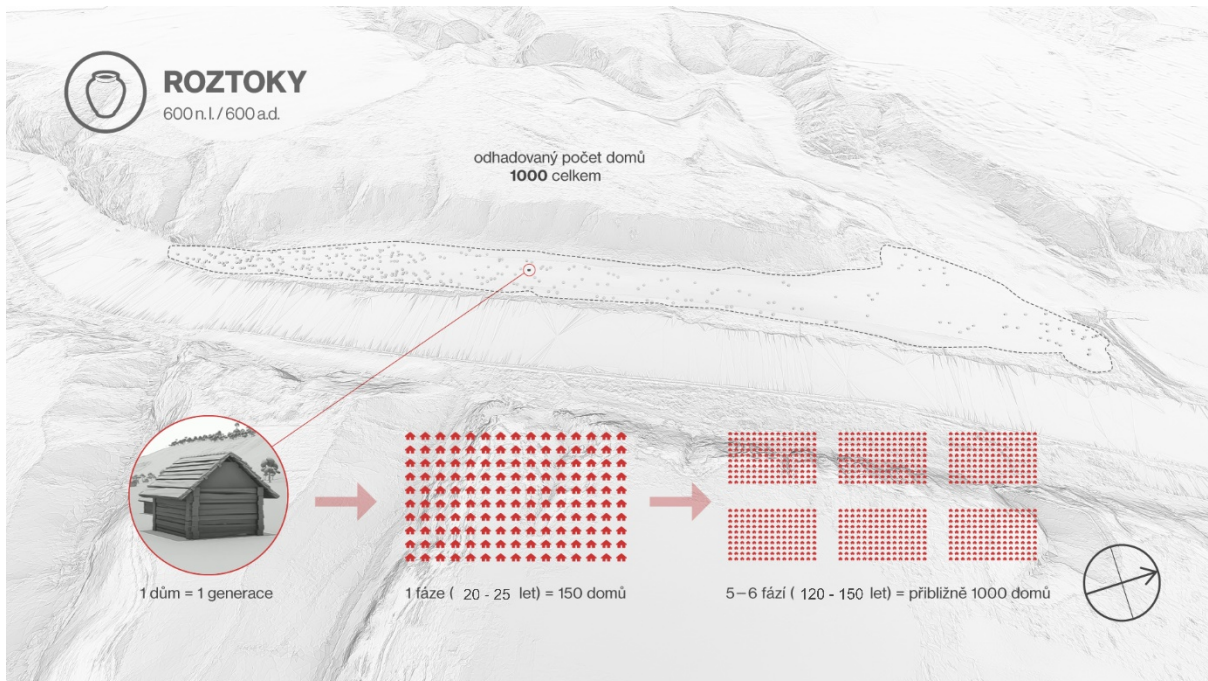 ROZTOKY
600 n. l. / 600 a.d.
odhadovaný počet domů
1000 celkem
1 dům = 1 generace
1 fáze ( 20 - 25 let) = 150 domů
5 – 6 fází ( 120 - 150 let) = přibližně 1000 domů